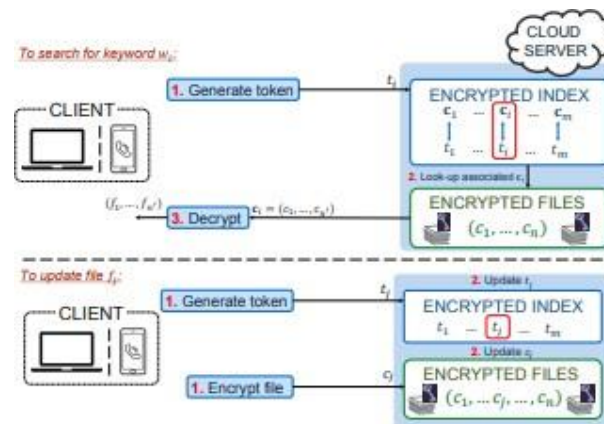 CLOUD
SERVER
To search for keyword wᵢ:
1. Generate token
tᵢ
ENCRYPTED INDEX
c₁ ... cᵢ ... cₘ
t₁ ... tᵢ ... tₘ
CLIENT
2. Look-up associated cᵢ
ENCRYPTED FILES
(c₁, ..., cₙ)
(f₁, ..., fₙ')
3. Decrypt
cᵢ = (c₁, ..., cₙ')
To update file fⱼ:
1. Generate token
tⱼ
2. Update tⱼ
ENCRYPTED INDEX
t₁ ... tⱼ ... tₘ
CLIENT
2. Update cⱼ
1. Encrypt file
cⱼ
ENCRYPTED FILES
(c₁, ... cⱼ, ..., cₙ)